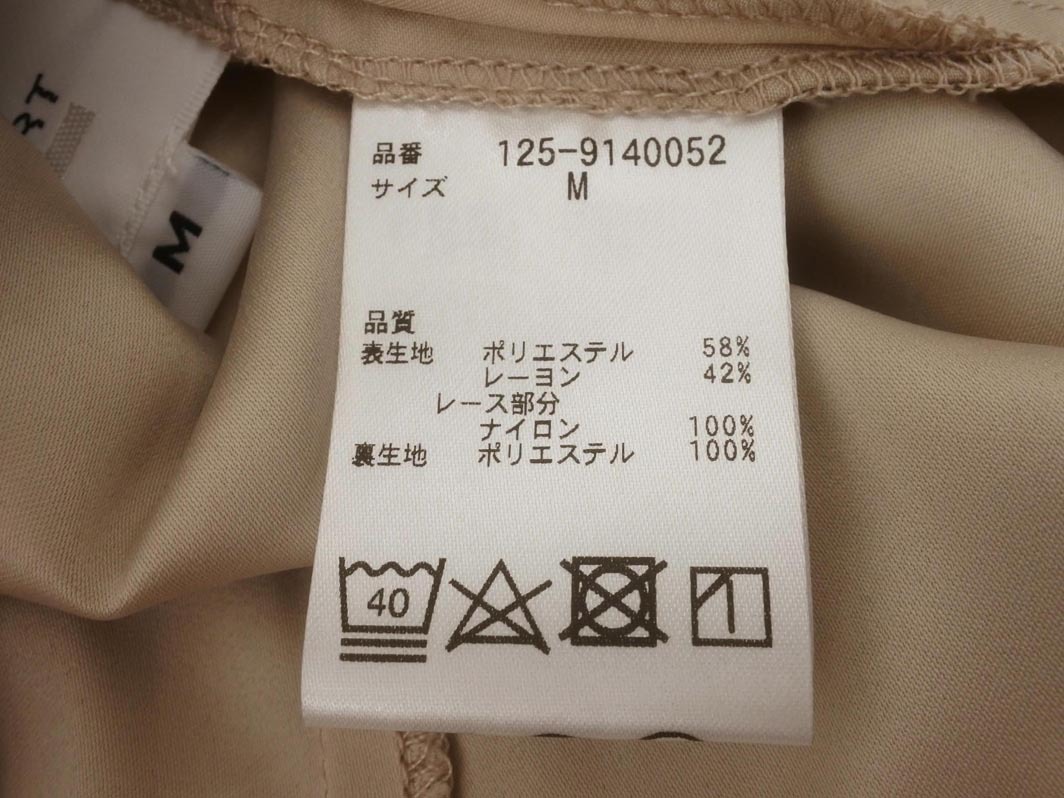 品番 125-9140052
サイズ M
品質
表生地 ポリエステル 58%
レーヨン 42%
レース部分
ナイロン 100%
裏生地 ポリエステル 100%
40
M